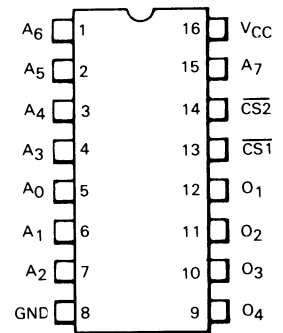 A6 1 16 VCC
A5 2 15 A7
A4 3 14 CS2
A3 4 13 CS1
A0 5 12 O1
A1 6 11 O2
A2 7 10 O3
GND 8 9 O4